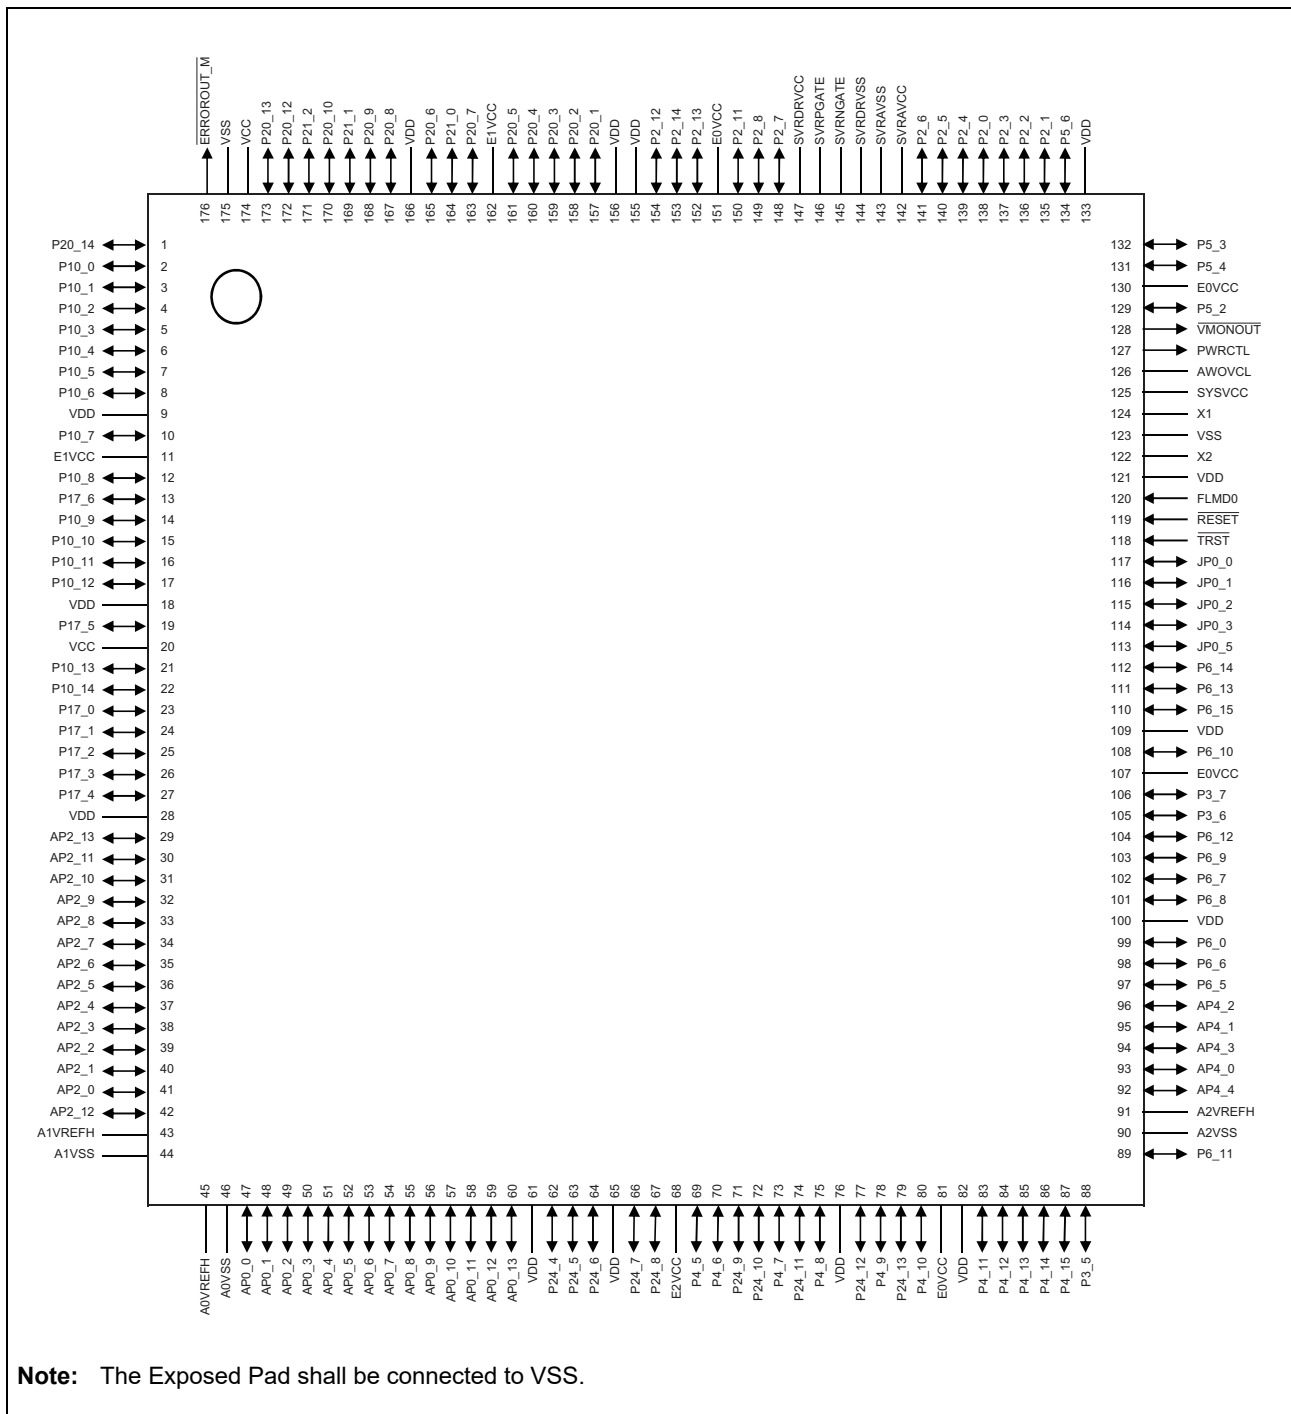 ERROROUT_M
VSS
VCC
P20_13
P20_12
P21_2
P20_10
P21_1
P20_9
P20_8
VDD
P20_6
P21_0
P20_7
E1VCC
P20_5
P20_4
P20_3
P20_2
P20_1
VDD
VDD
P2_12
P2_14
P2_13
E0VCC
P2_11
P2_8
P2_7
SVRDRVCC
SVRPGATE
SVRNGATE
SVRDRVSS
SVRAVSS
SVRAVCC
P2_6
P2_5
P2_4
P2_0
P2_3
P2_2
P2_1
P5_6
VDD
176
175
174
173
172
171
170
169
168
167
166
165
164
163
162
161
160
159
158
157
156
155
154
153
152
151
150
149
148
147
146
145
144
143
142
141
140
139
138
137
136
135
134
133
P20_14 1
P10_0 2
P10_1 3
P10_2 4
P10_3 5
P10_4 6
P10_5 7
P10_6 8
VDD 9
P10_7 10
E1VCC 11
P10_8 12
P17_6 13
P10_9 14
P10_10 15
P10_11 16
P10_12 17
VDD 18
P17_5 19
VCC 20
P10_13 21
P10_14 22
P17_0 23
P17_1 24
P17_2 25
P17_3 26
P17_4 27
VDD 28
AP2_13 29
AP2_11 30
AP2_10 31
AP2_9 32
AP2_8 33
AP2_7 34
AP2_6 35
AP2_5 36
AP2_4 37
AP2_3 38
AP2_2 39
AP2_1 40
AP2_0 41
AP2_12 42
A1VREFH 43
A1VSS 44
132 P5_3
131 P5_4
130 E0VCC
129 P5_2
128 VMONOUT
127 PWRCTL
126 AWOVCL
125 SYSVCC
124 X1
123 VSS
122 X2
121 VDD
120 FLMD0
119 RESET
118 TRST
117 JP0_0
116 JP0_1
115 JP0_2
114 JP0_3
113 JP0_5
112 P6_14
111 P6_13
110 P6_15
109 VDD
108 P6_10
107 E0VCC
106 P3_7
105 P3_6
104 P6_12
103 P6_9
102 P6_7
101 P6_8
100 VDD
99 P6_0
98 P6_6
97 P6_5
96 AP4_2
95 AP4_1
94 AP4_3
93 AP4_0
92 AP4_4
91 A2VREFH
90 A2VSS
89 P6_11
45
46
47
48
49
50
51
52
53
54
55
56
57
58
59
60
61
62
63
64
65
66
67
68
69
70
71
72
73
74
75
76
77
78
79
80
81
82
83
84
85
86
87
88
A0VREFH
A0VSS
AP0_0
AP0_1
AP0_2
AP0_3
AP0_4
AP0_5
AP0_6
AP0_7
AP0_8
AP0_9
AP0_10
AP0_11
AP0_12
AP0_13
VDD
P24_4
P24_5
P24_6
VDD
P24_7
P24_8
E2VCC
P4_5
P4_6
P24_9
P24_10
P4_7
P24_11
P4_8
VDD
P24_12
P4_9
P24_13
P4_10
E0VCC
VDD
P4_11
P4_12
P4_13
P4_14
P4_15
P3_5
Note: The Exposed Pad shall be connected to VSS.